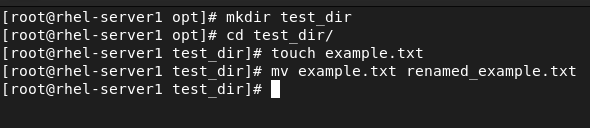 [root@rhel-server1 opt]# mkdir test_dir
[root@rhel-server1 opt]# cd test_dir/
[root@rhel-server1 test_dir]# touch example.txt
[root@rhel-server1 test_dir]# mv example.txt renamed_example.txt
[root@rhel-server1 test_dir]#